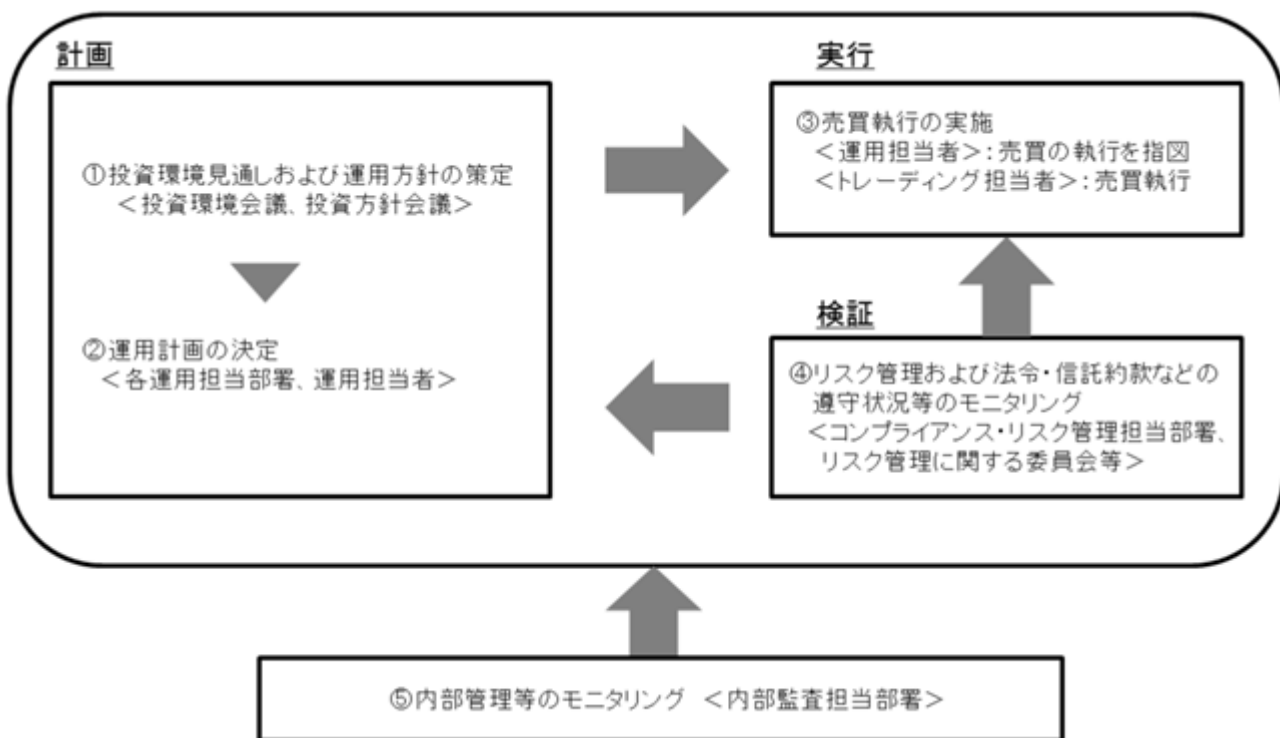 計画
①投資環境見通しおよび運用方針の策定
＜投資環境会議、投資方針会議＞
②運用計画の決定
＜各運用担当部署、運用担当者＞
実行
③売買執行の実施
＜運用担当者＞：売買の執行を指図
＜トレーディング担当者＞：売買執行
検証
④リスク管理および法令・信託約款などの
遵守状況等のモニタリング
＜コンプライアンス・リスク管理担当部署、
リスク管理に関する委員会等＞
⑤内部管理等のモニタリング ＜内部監査担当部署＞